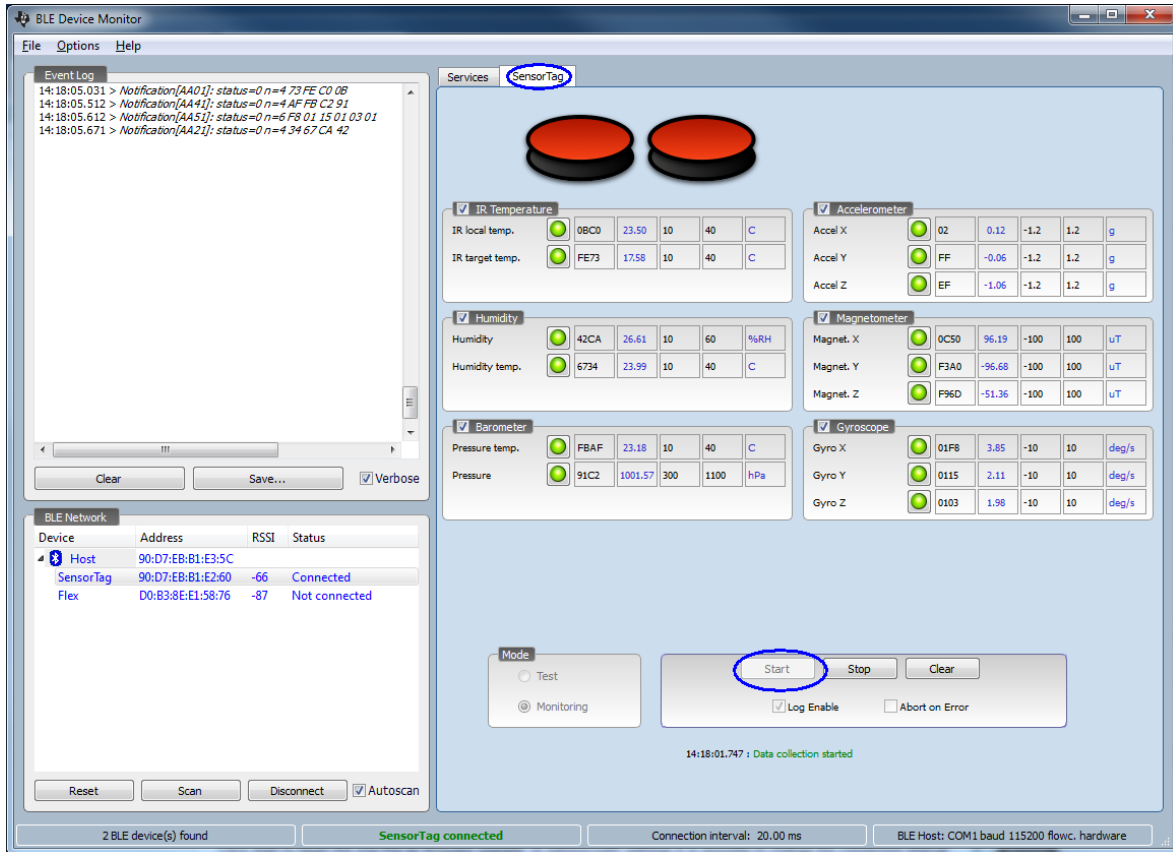 BLE Device Monitor
File Options Help
Event Log
14:18:05.031 > Notification[AA01]: status=0 n=4 73 FE C0 0B
14:18:05.512 > Notification[AA41]: status=0 n=4 AF FB C2 91
14:18:05.612 > Notification[AA51]: status=0 n=6 F8 01 15 01 03 01
14:18:05.671 > Notification[AA21]: status=0 n=4 34 67 CA 42
Clear Save... Verbose
BLE Network
Device Address RSSI Status
Host 90:D7:EB:B1:E3:5C
SensorTag 90:D7:EB:B1:E2:60 -66 Connected
Flex D0:B3:8E:E1:58:76 -87 Not connected
Reset Scan Disconnect Autoscan
Services SensorTag
IR Temperature
IR local temp. 0BC0 23.50 10 40 C
IR target temp. FE73 17.58 10 40 C
Humidity
Humidity 42CA 26.61 10 60 %RH
Humidity temp. 6734 23.99 10 40 C
Barometer
Pressure temp. FBAF 23.18 10 40 C
Pressure 91C2 1001.57 300 1100 hPa
Accelerometer
Accel X 02 0.12 -1.2 1.2 g
Accel Y FF -0.06 -1.2 1.2 g
Accel Z EF -1.06 -1.2 1.2 g
Magnetometer
Magnet. X 0C50 96.19 -100 100 uT
Magnet. Y F3A0 -96.68 -100 100 uT
Magnet. Z F96D -51.36 -100 100 uT
Gyroscope
Gyro X 01F8 3.85 -10 10 deg/s
Gyro Y 0115 2.11 -10 10 deg/s
Gyro Z 0103 1.98 -10 10 deg/s
Mode
Test
Monitoring
Start Stop Clear
Log Enable Abort on Error
14:18:01.747 : Data collection started
2 BLE device(s) found SensorTag connected Connection interval: 20.00 ms BLE Host: COM1 baud 115200 flowc. hardware